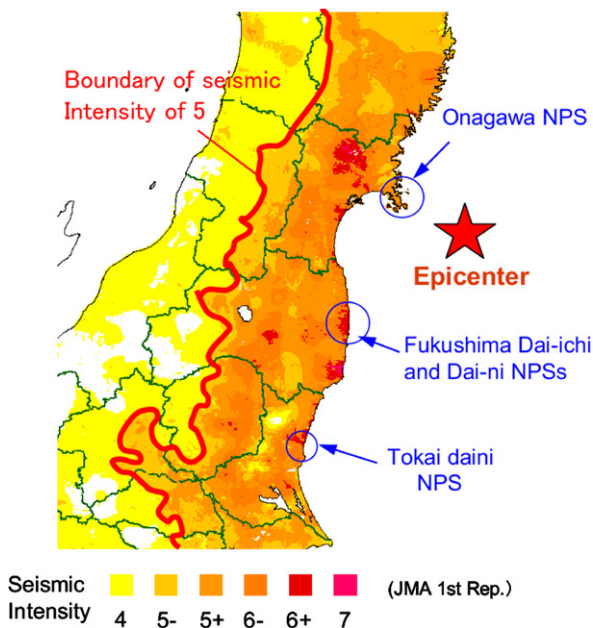 Boundary of seismic
Intensity of 5
Onagawa NPS
Epicenter
Fukushima Dai-ichi
and Dai-ni NPSs
Tokai daini
NPS
Seismic
Intensity
4 5- 5+ 6- 6+ 7
(JMA 1st Rep.)